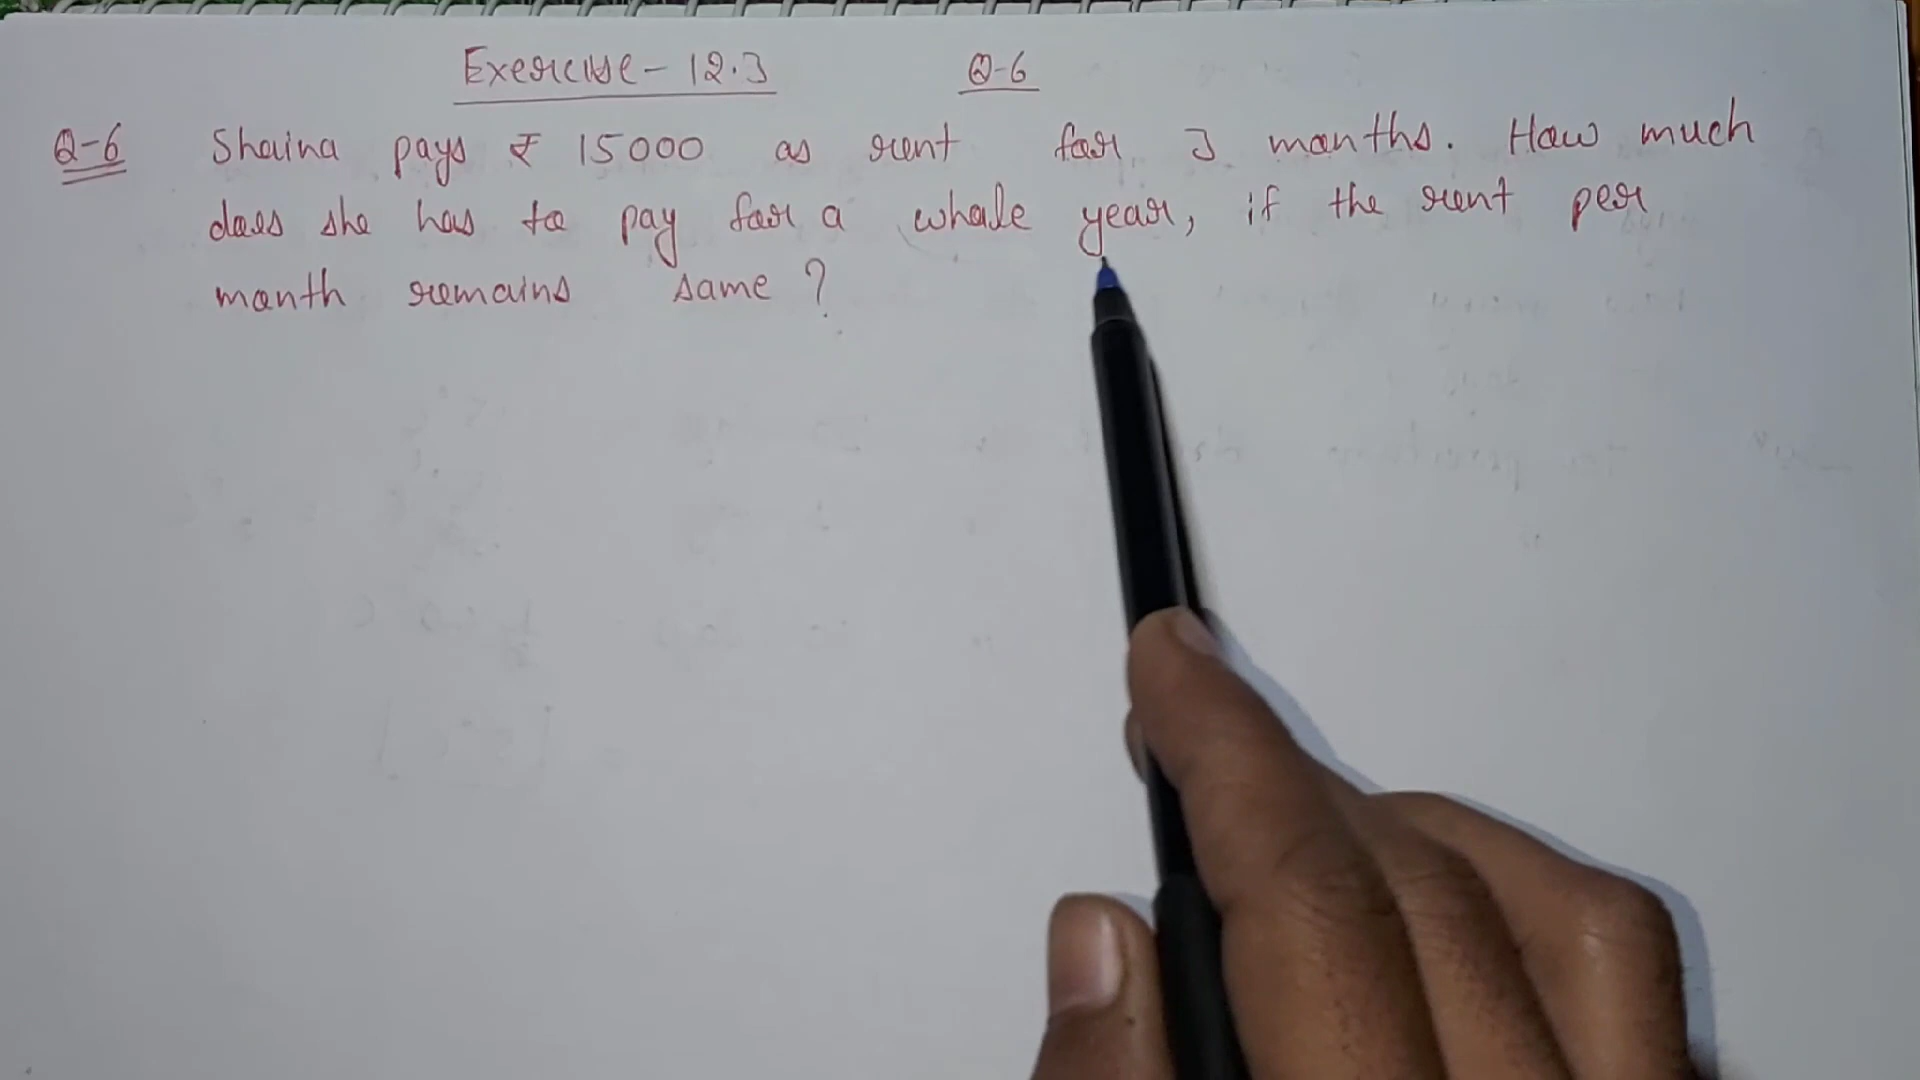 Exercise - 12.3 Q-6
Q-6 Shaina pays ₹ 15000 as rent for 3 months. How much
does she has to pay for a whole year, if the rent per
month remains same ?